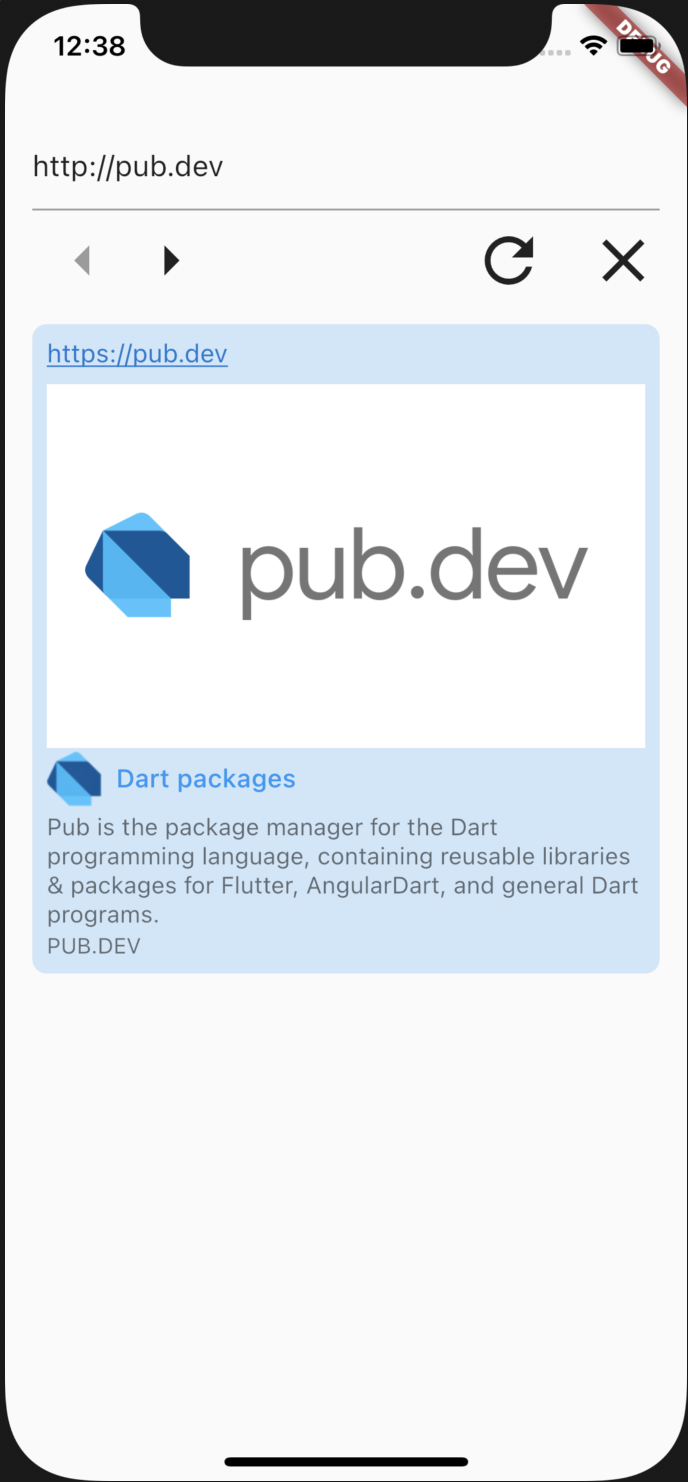 12:38
DEBUG
http://pub.dev
https://pub.dev
pub.dev
Dart packages
Pub is the package manager for the Dart
programming language, containing reusable libraries
& packages for Flutter, AngularDart, and general Dart
programs.
PUB.DEV